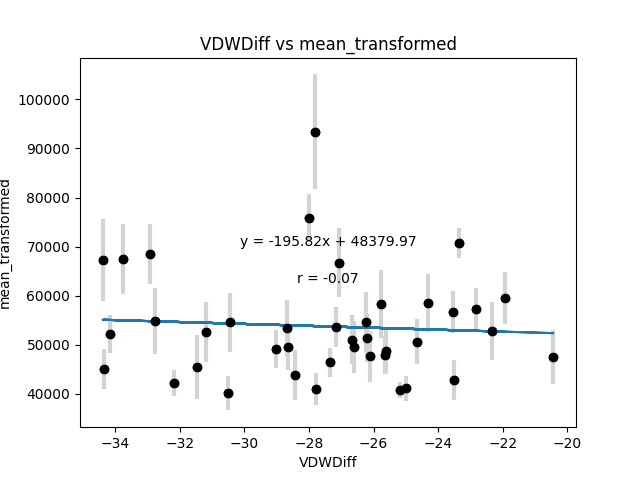 VDWDiff vs mean_transformed
100000
90000
80000
70000
60000
50000
40000
mean_transformed
y = -195.82x + 48379.97
r = -0.07
−34 −32 −30 −28 −26 −24 −22 −20
VDWDiff